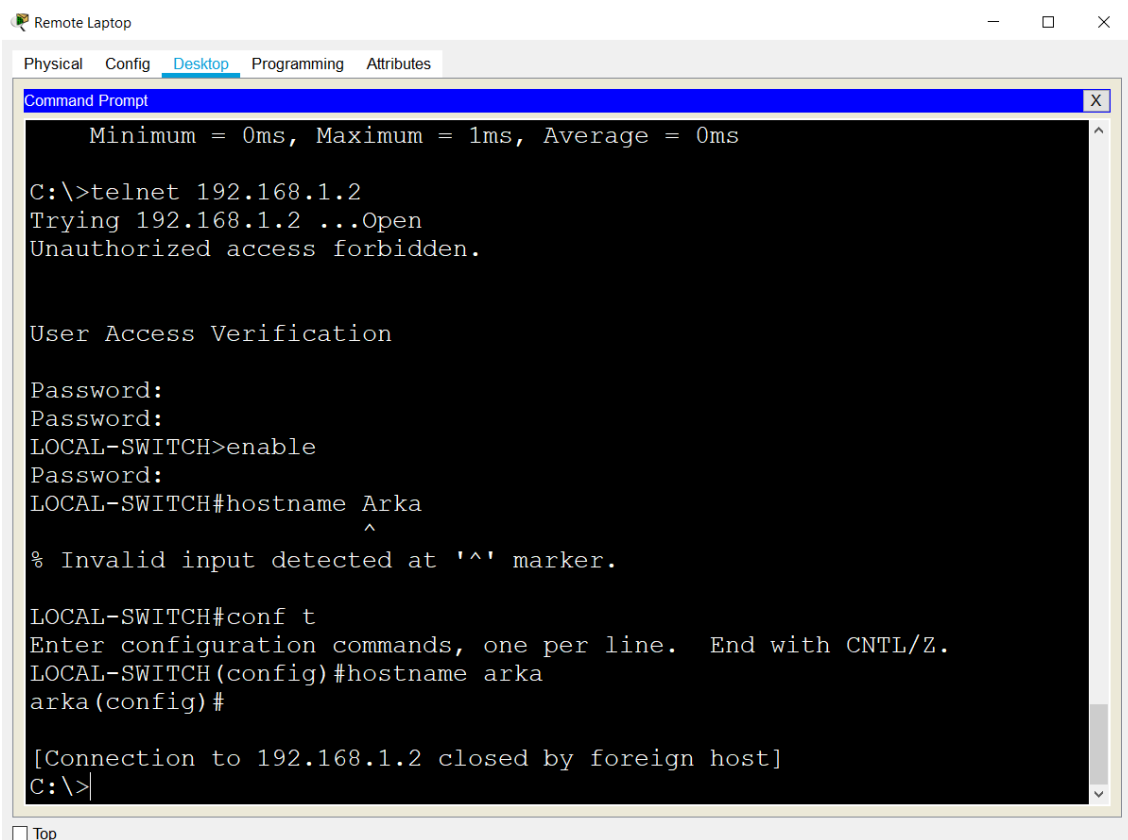 Remote Laptop
Physical Config Desktop Programming Attributes
Command Prompt X
Minimum = 0ms, Maximum = 1ms, Average = 0ms
C:\>telnet 192.168.1.2
Trying 192.168.1.2 ...Open
Unauthorized access forbidden.
User Access Verification
Password:
Password:
LOCAL-SWITCH>enable
Password:
LOCAL-SWITCH#hostname Arka
^
% Invalid input detected at '^' marker.
LOCAL-SWITCH#conf t
Enter configuration commands, one per line.  End with CNTL/Z.
LOCAL-SWITCH(config)#hostname arka
arka(config)#
[Connection to 192.168.1.2 closed by foreign host]
C:\>
Top